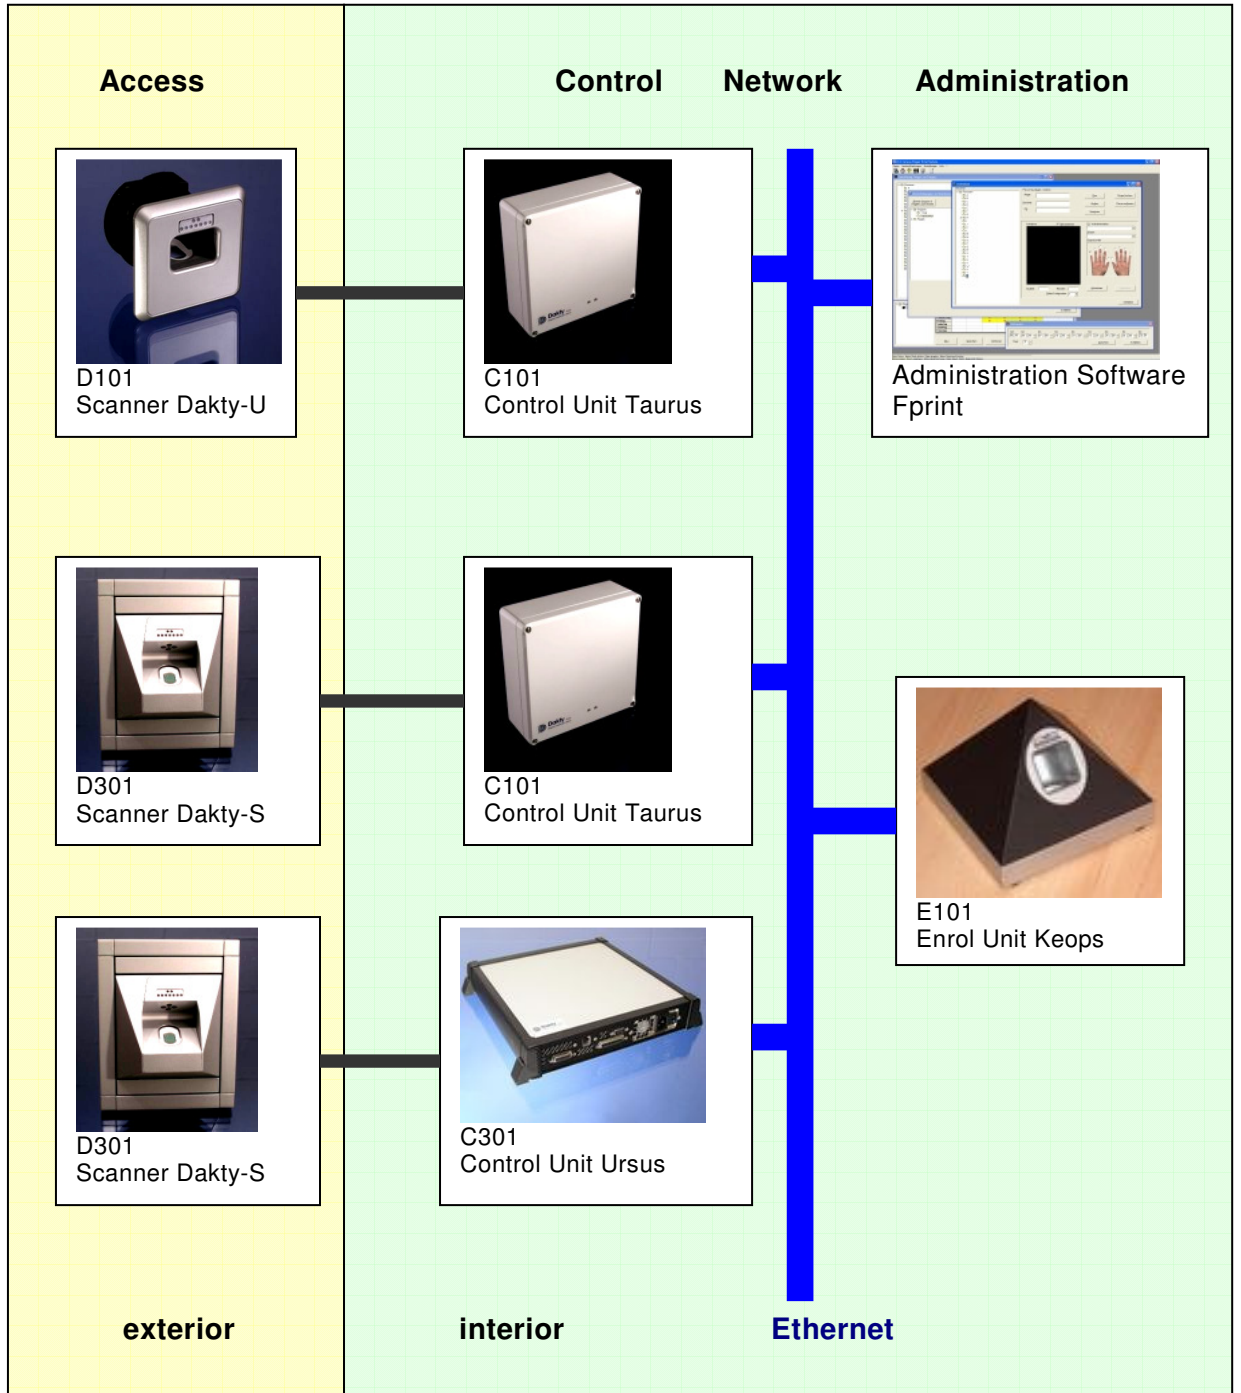 Access
Control
Network
Administration
D101
Scanner Dakty-U
C101
Control Unit Taurus
Administration Software
Fprint
D301
Scanner Dakty-S
C101
Control Unit Taurus
E101
Enrol Unit Keops
D301
Scanner Dakty-S
C301
Control Unit Ursus
exterior
interior
Ethernet